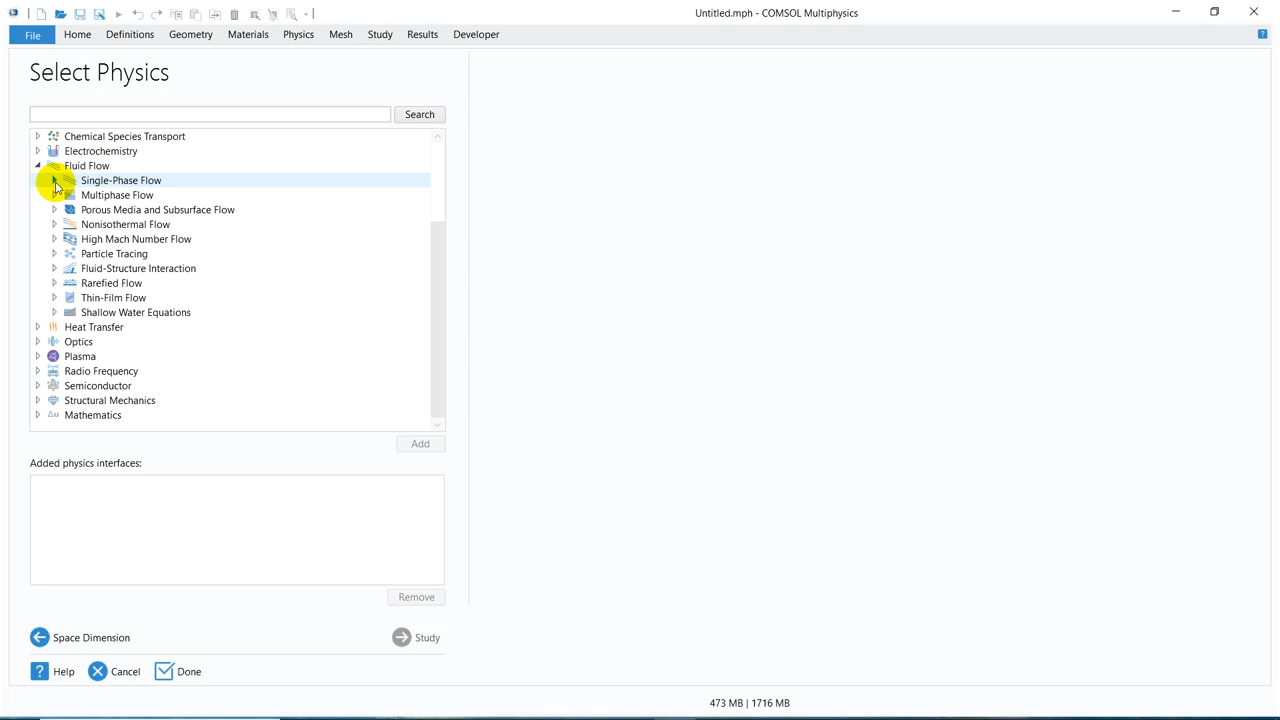 Untitled.mph - COMSOL Multiphysics
File Home Definitions Geometry Materials Physics Mesh Study Results Developer
?
Select Physics
Search
Chemical Species Transport
Electrochemistry
Fluid Flow
Single-Phase Flow
Multiphase Flow
Porous Media and Subsurface Flow
Nonisothermal Flow
High Mach Number Flow
Particle Tracing
Fluid-Structure Interaction
Rarefied Flow
Thin-Film Flow
Shallow Water Equations
Heat Transfer
Optics
Plasma
Radio Frequency
Semiconductor
Structural Mechanics
Δu Mathematics
Add
Added physics interfaces:
Remove
Space Dimension Study
? Help Cancel Done
473 MB | 1716 MB